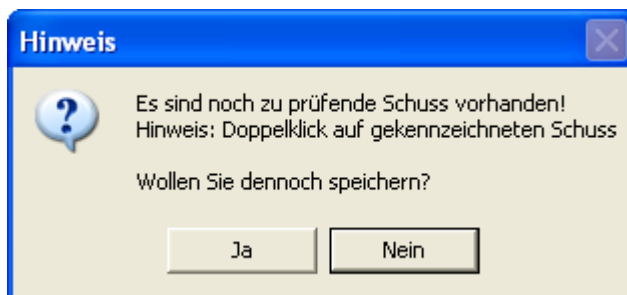 Hinweis
Es sind noch zu prüfende Schuss vorhanden!
Hinweis: Doppelklick auf gekennzeichneten Schuss
Wollen Sie dennoch speichern?
Ja
Nein